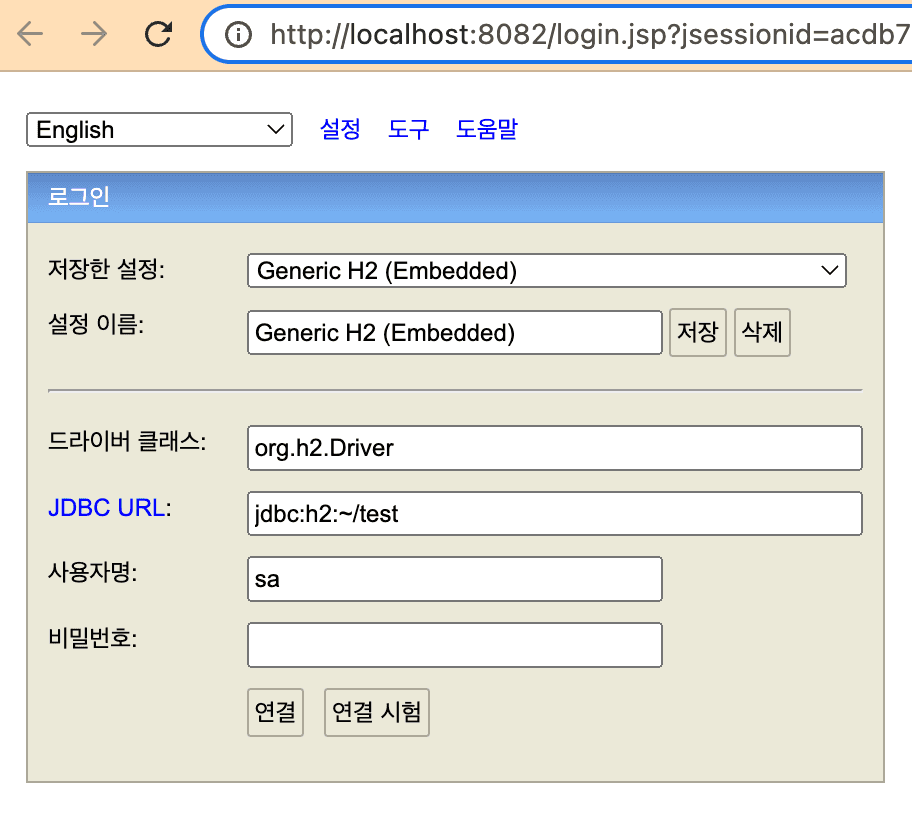 http://localhost:8082/login.jsp?jsessionid=acdb7
English 설정 도구 도움말
로그인
저장한 설정: Generic H2 (Embedded)
설정 이름: Generic H2 (Embedded) 저장 삭제
드라이버 클래스: org.h2.Driver
JDBC URL: jdbc:h2:~/test
사용자명: sa
비밀번호:
연결 연결 시험